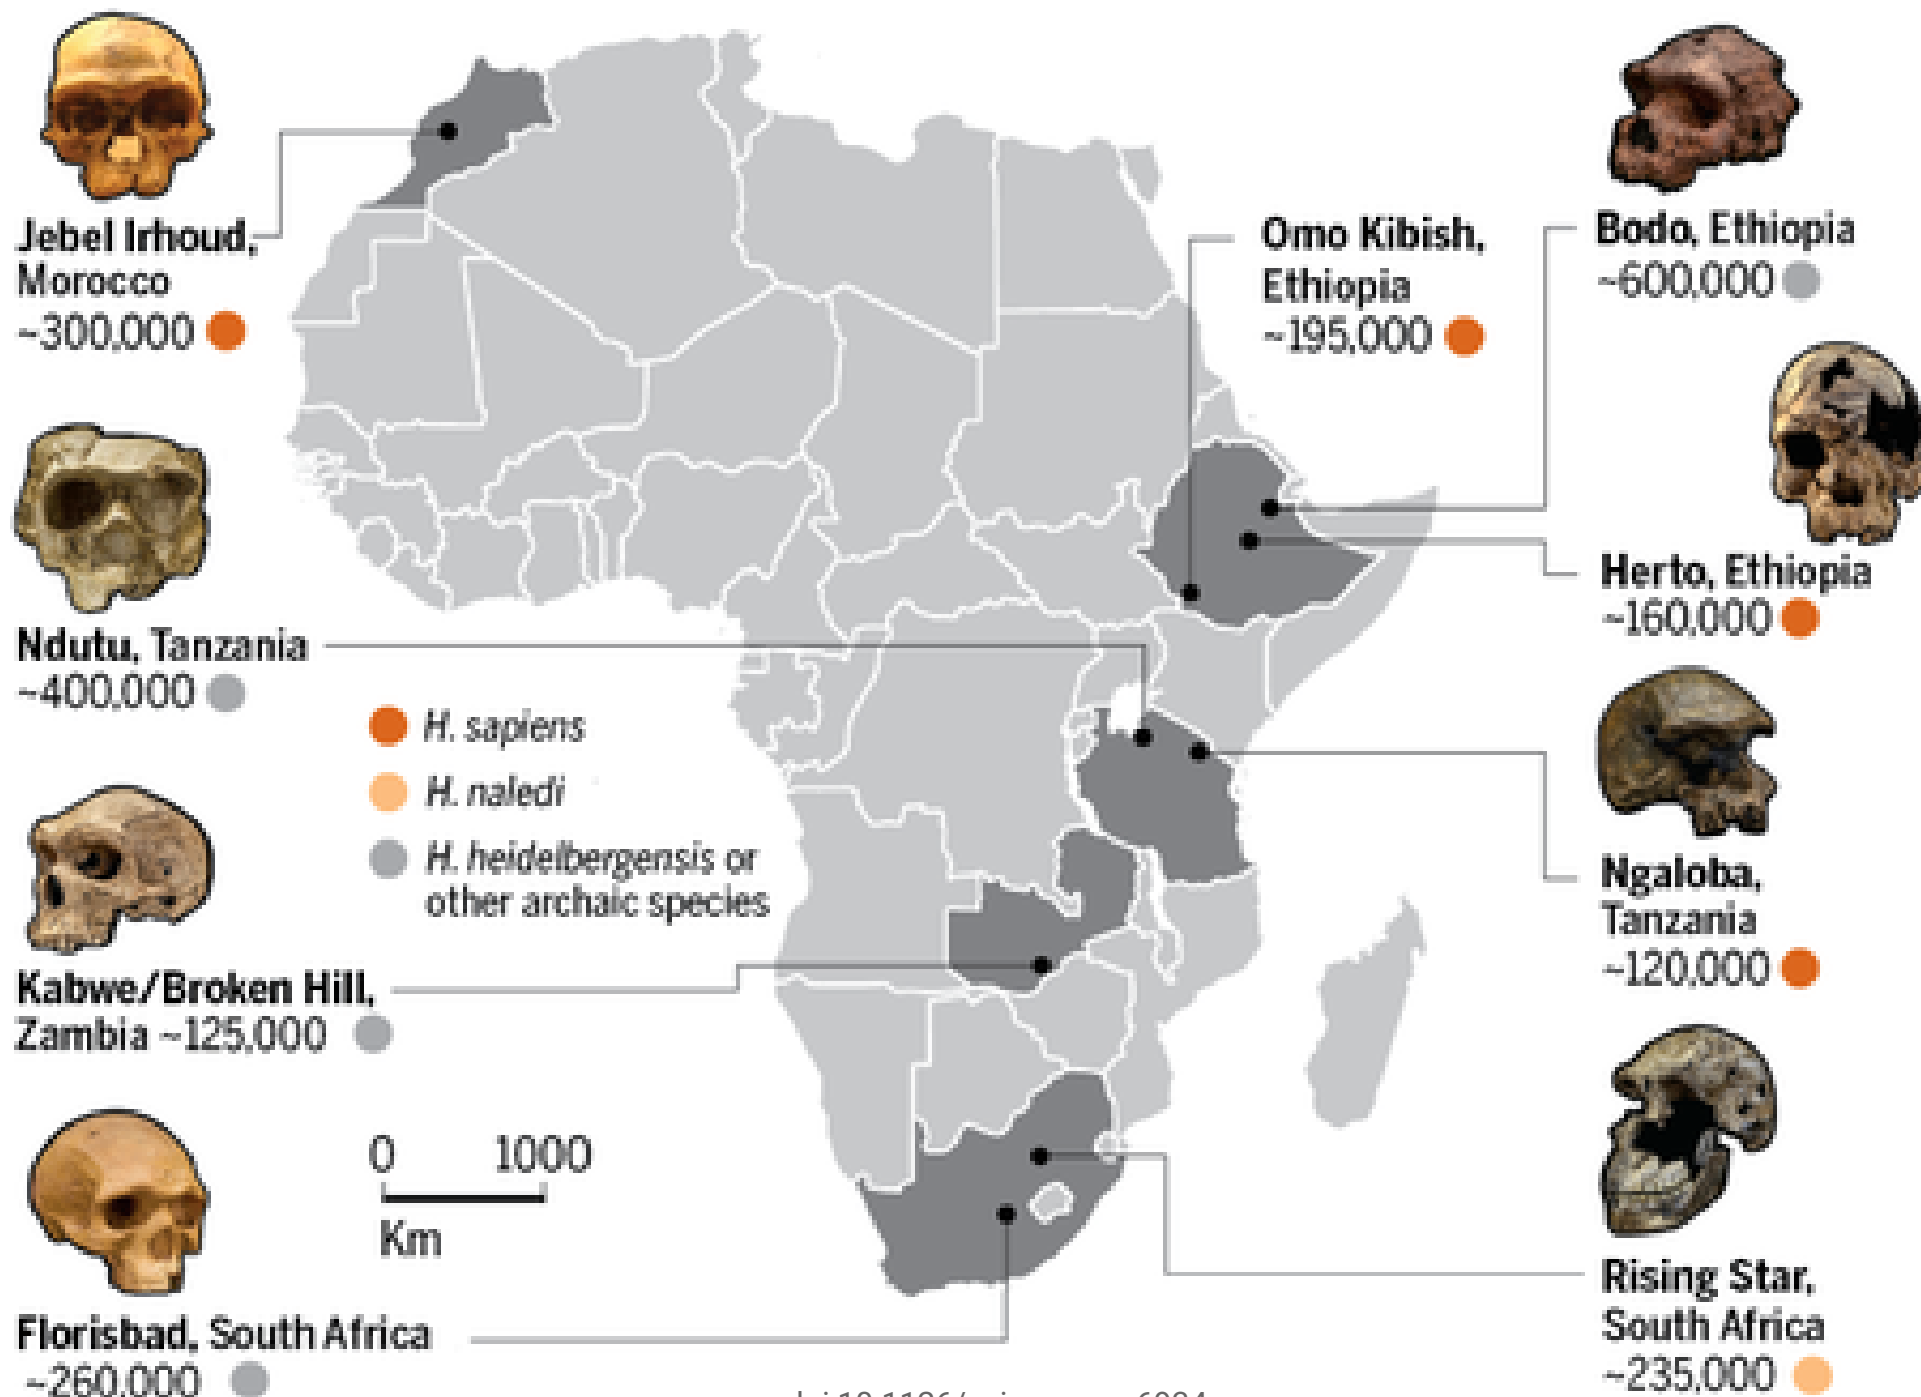 Jebel Irhoud,
Morocco
~300,000
Ndutu, Tanzania
~400,000
Kabwe/Broken Hill,
Zambia ~125,000
Florisbad, South Africa
~260,000
H. sapiens
H. naledi
H. heidelbergensis or
other archaic species
0 1000
Km
Omo Kibish,
Ethiopia
~195,000
Bodo, Ethiopia
~600,000
Herto, Ethiopia
~160,000
Ngaloba,
Tanzania
~120,000
Rising Star,
South Africa
~235,000